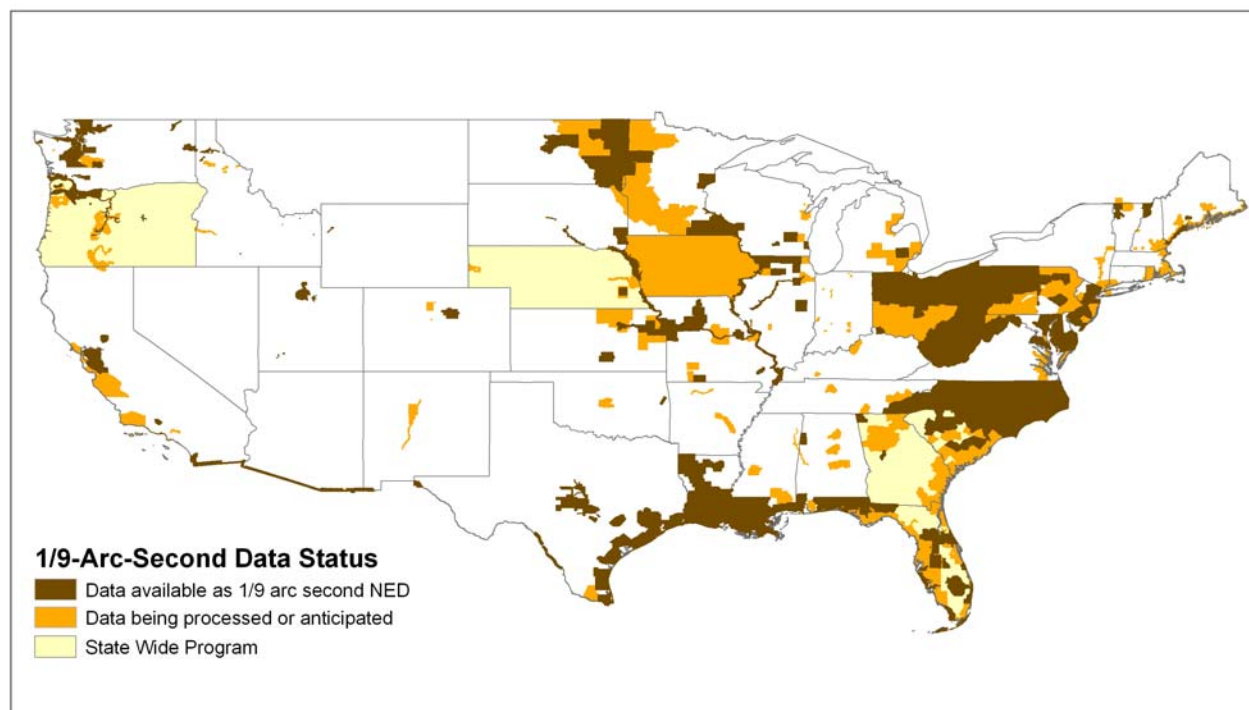 1/9-Arc-Second Data Status
Data available as 1/9 arc second NED
Data being processed or anticipated
State Wide Program